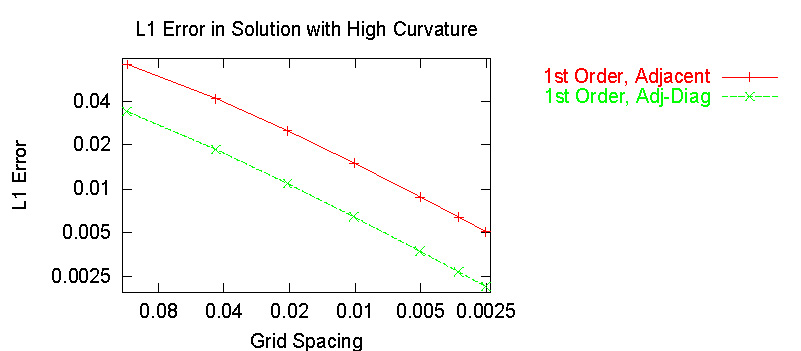 L1 Error in Solution with High Curvature
1st Order, Adjacent
1st Order, Adj-Diag
0.04
0.02
0.01
0.005
0.0025
L1 Error
0.08 0.04 0.02 0.01 0.005 0.0025
Grid Spacing